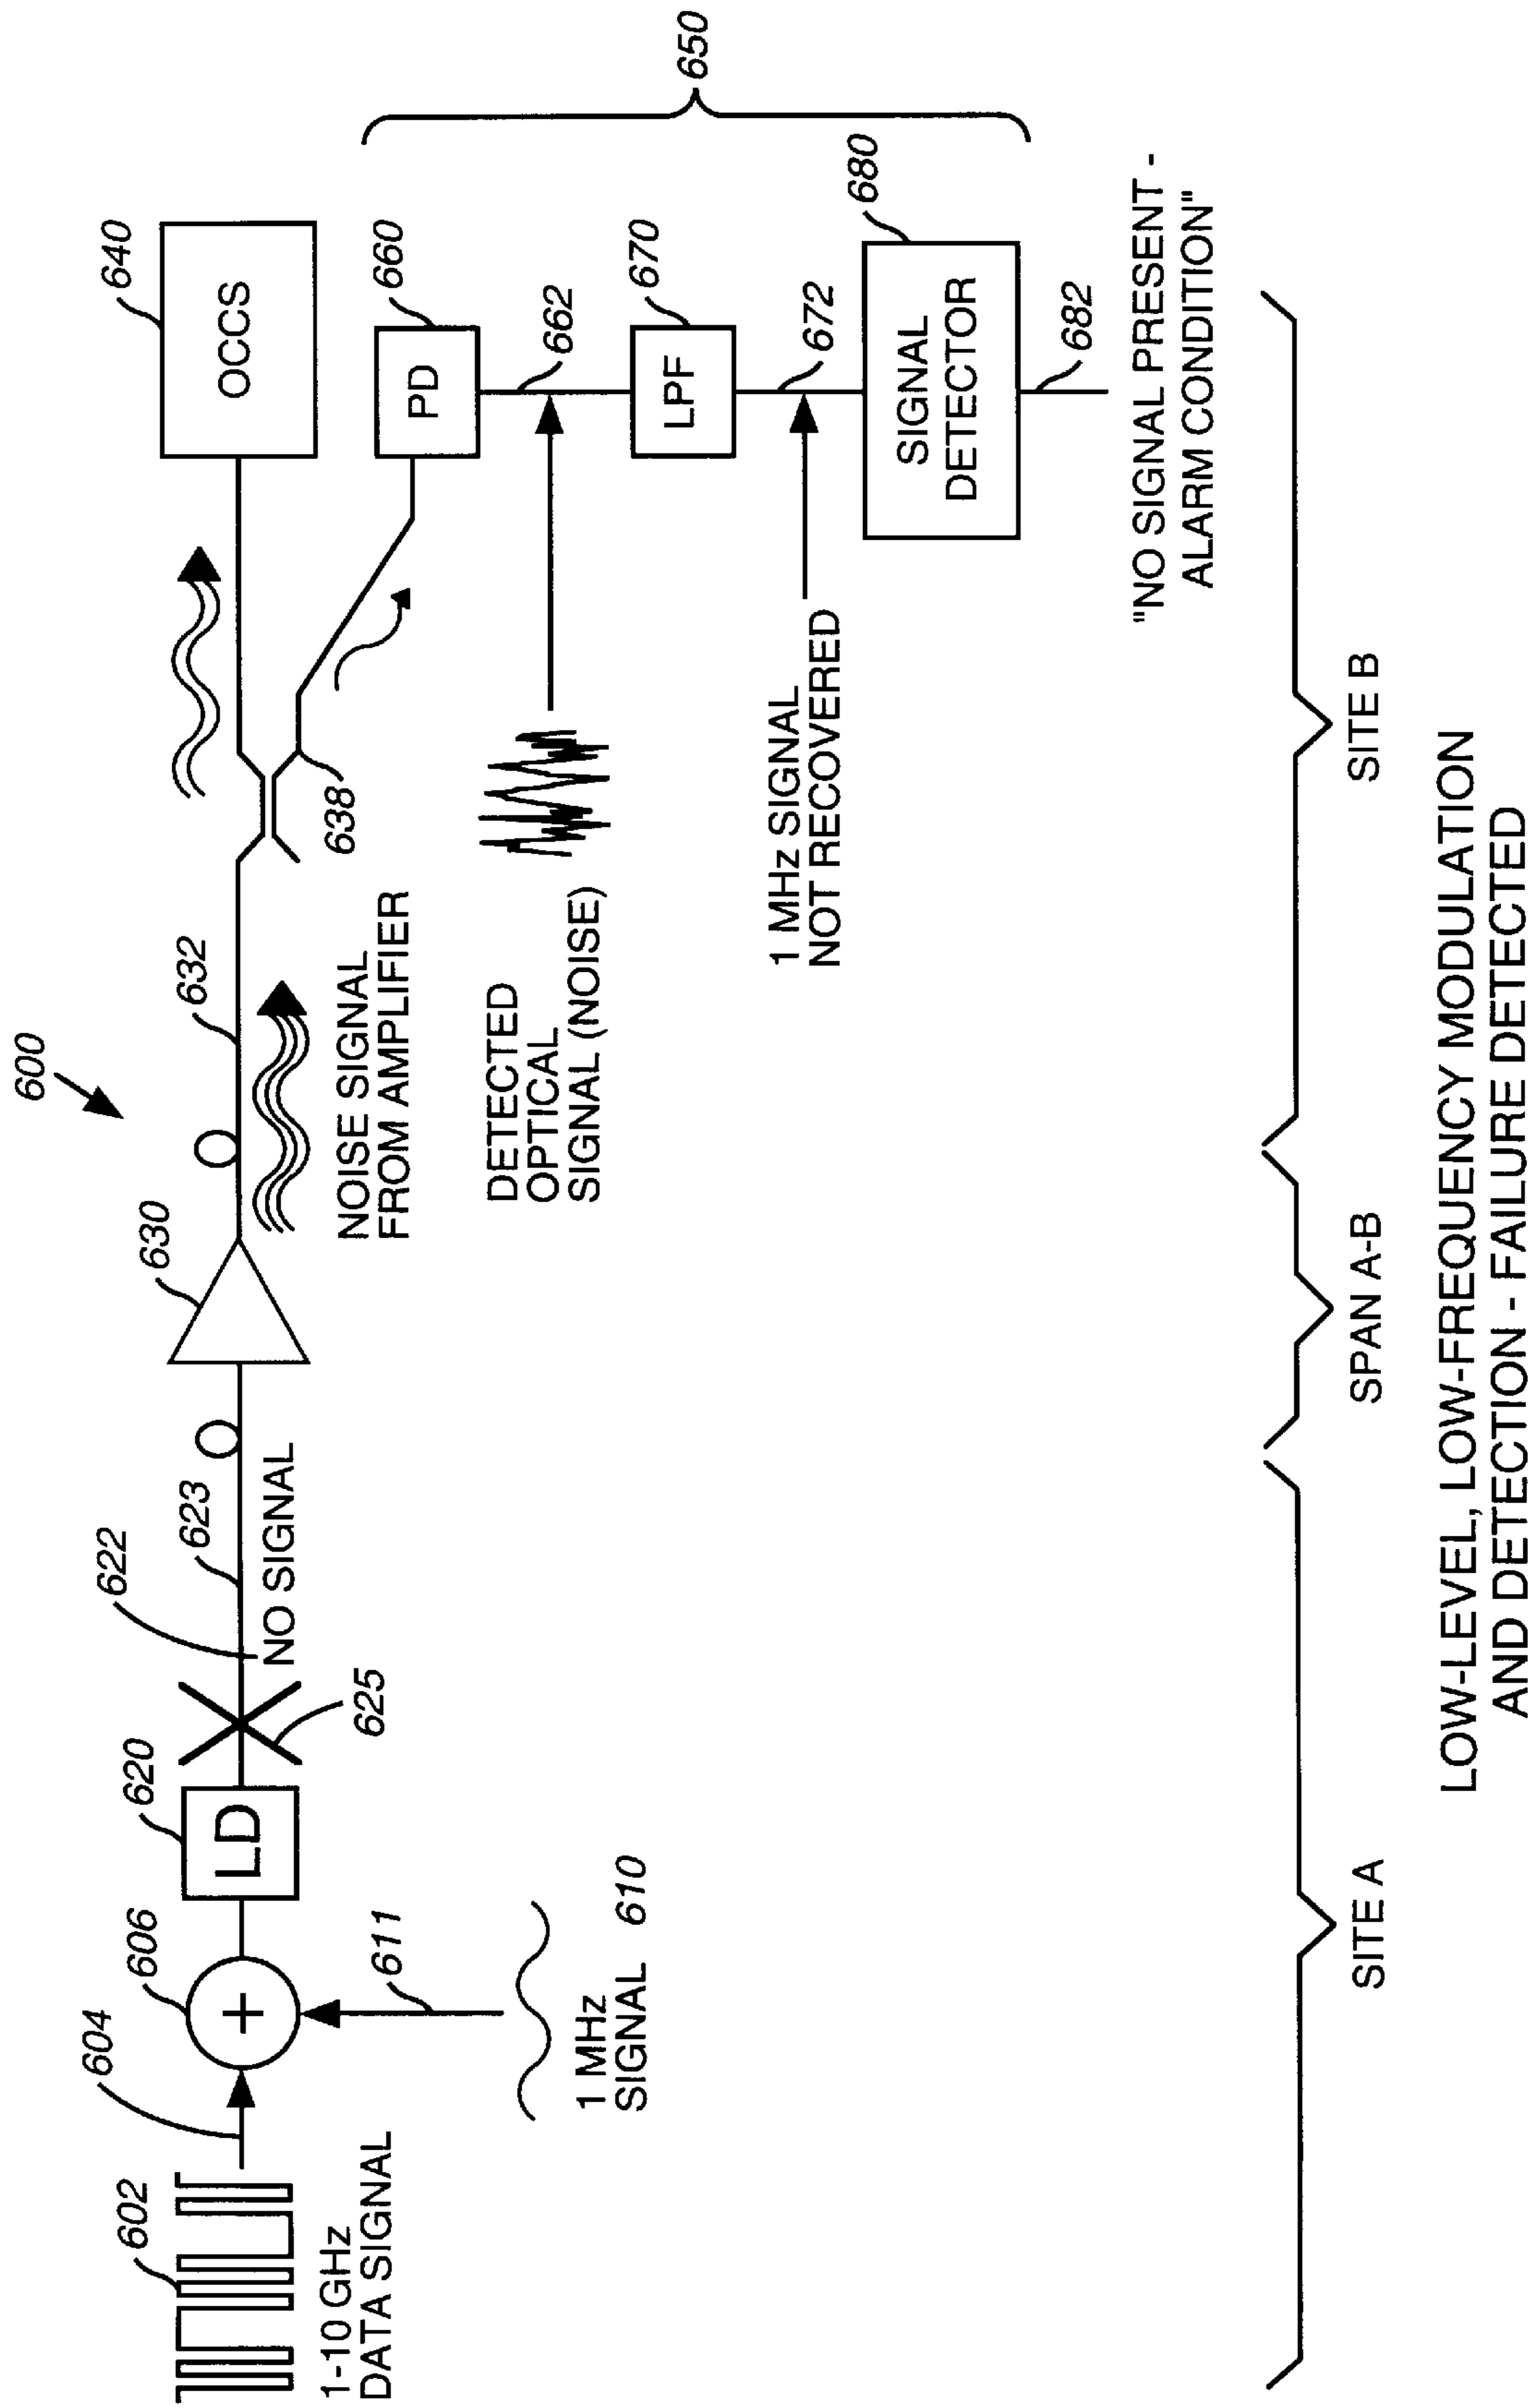 600
602
1-10 GHz
DATA SIGNAL
604
606
+
611
1 MHz
SIGNAL 610
620
LD
625
622
623
NO SIGNAL
630
NOISE SIGNAL
FROM AMPLIFIER
632
638
640
OCCS
650
660
PD
662
DETECTED
OPTICAL
SIGNAL (NOISE)
670
LPF
672
1 MHz SIGNAL
NOT RECOVERED
680
SIGNAL
DETECTOR
682
"NO SIGNAL PRESENT -
ALARM CONDITION"
SITE A
SPAN A-B
SITE B
LOW-LEVEL, LOW-FREQUENCY MODULATION
AND DETECTION - FAILURE DETECTED